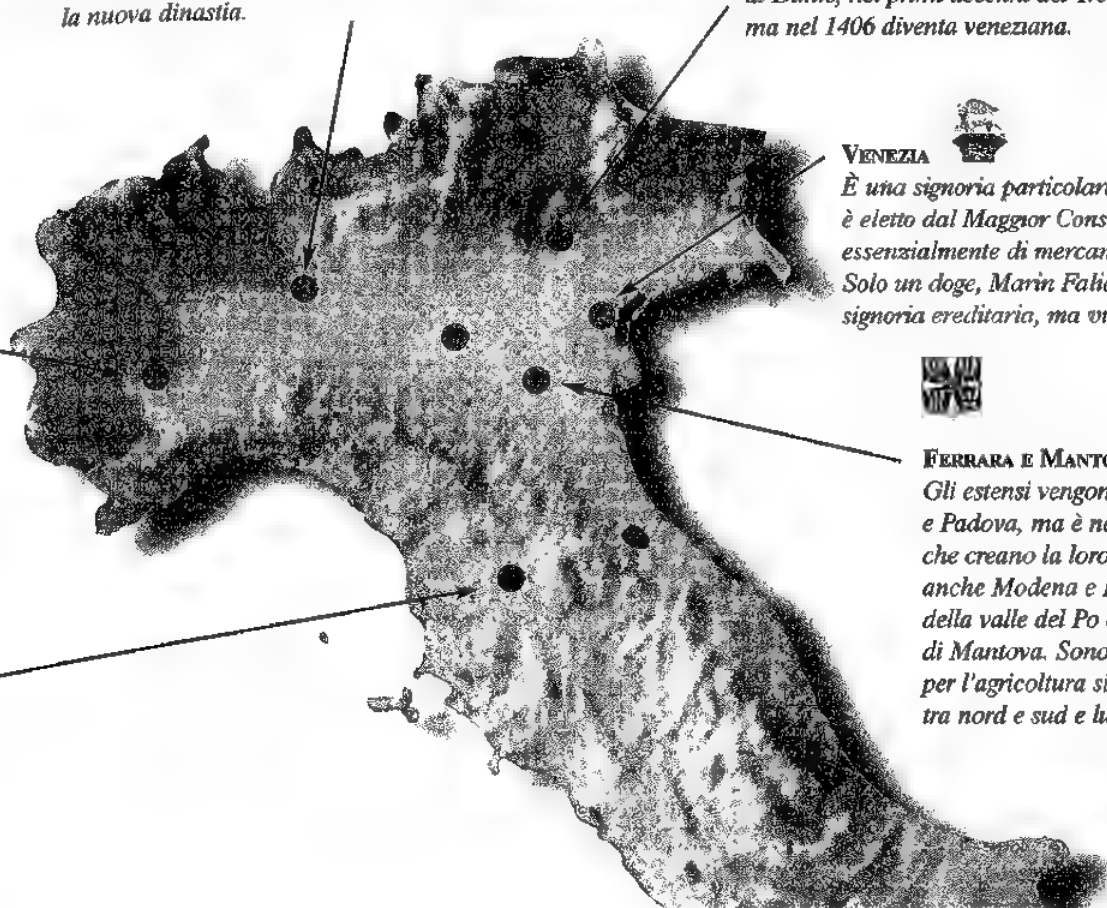 la nuova dinastia.
ma nel 1406 diventa veneziana.
VENEZIA
È una signoria particolar
è eletto dal Maggior Cons
essenzialmente di mercan
Solo un doge, Marin Falie
signoria ereditaria, ma vi
FERRARA E MANTO
Gli estensi vengon
e Padova, ma è ne
che creano la loro
anche Modena e
della valle del Po
di Mantova. Sono
per l'agricoltura si
tra nord e sud e lu